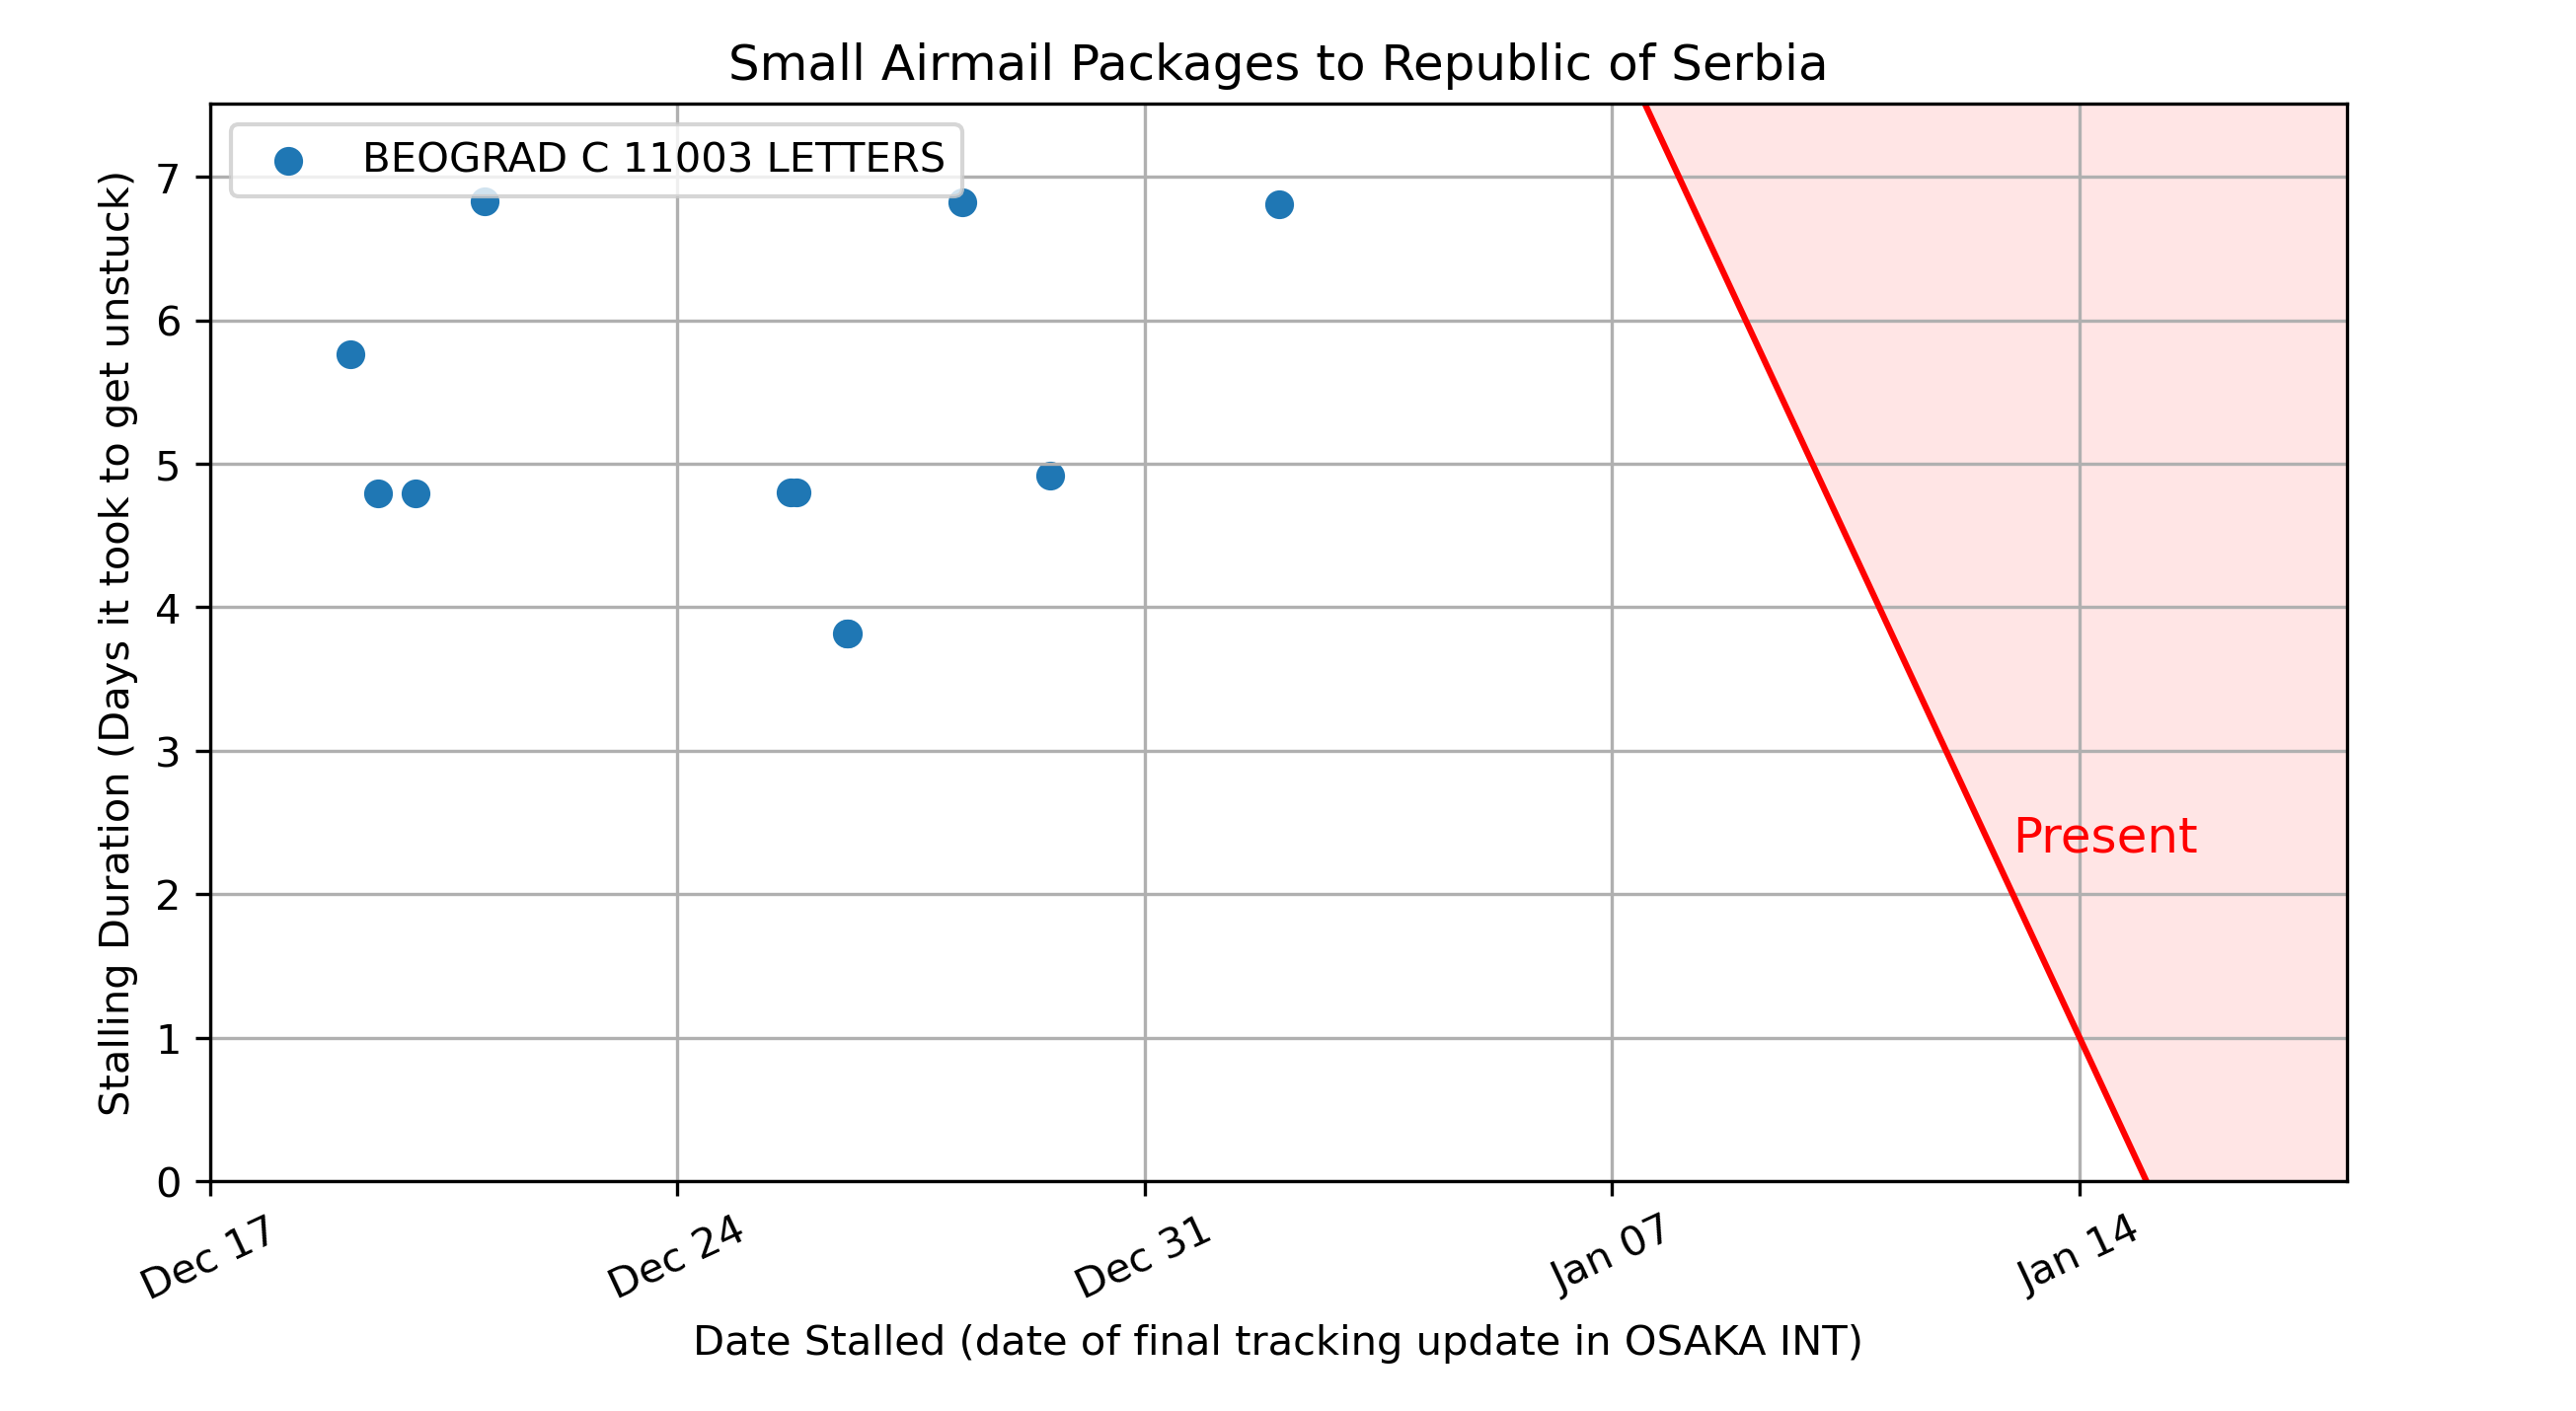 Small Airmail Packages to Republic of Serbia
BEOGRAD C 11003 LETTERS
Stalling Duration (Days it took to get unstuck)
7
6
5
4
3
2
1
0
Present
Dec 17
Dec 24
Dec 31
Jan 07
Jan 14
Date Stalled (date of final tracking update in OSAKA INT)